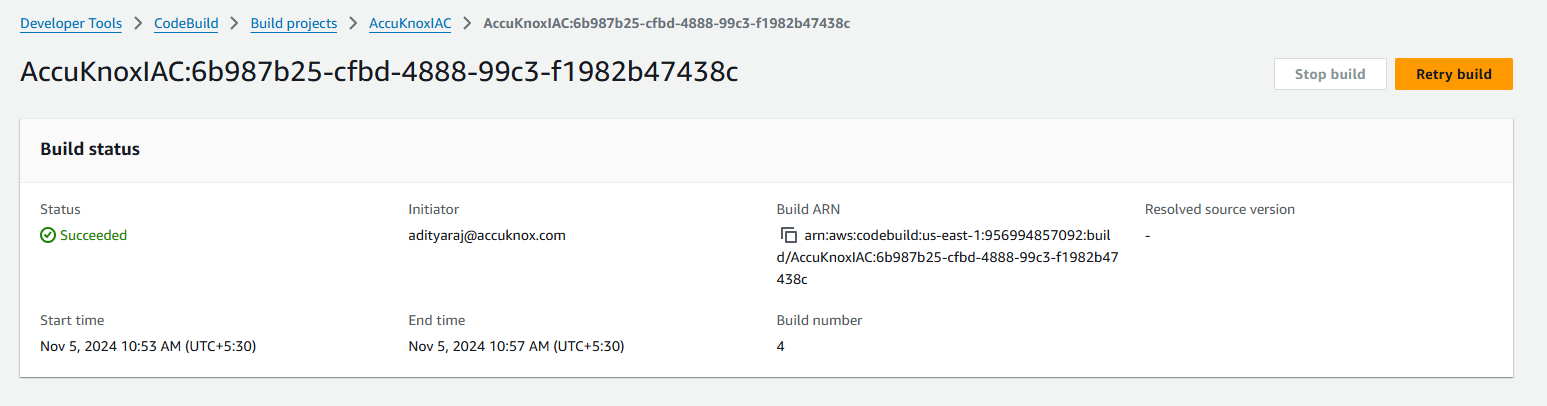 Developer Tools > CodeBuild > Build projects > AccuKnoxIAC > AccuKnoxIAC:6b987b25-cfbd-4888-99c3-f1982b47438c
AccuKnoxIAC:6b987b25-cfbd-4888-99c3-f1982b47438c
Stop build
Retry build
Build status
Status
Succeeded
Initiator
adityaraj@accuknox.com
Build ARN
arn:aws:codebuild:us-east-1:956994857092:buil
d/AccuKnoxIAC:6b987b25-cfbd-4888-99c3-f1982b47
438c
Resolved source version
-
Start time
Nov 5, 2024 10:53 AM (UTC+5:30)
End time
Nov 5, 2024 10:57 AM (UTC+5:30)
Build number
4